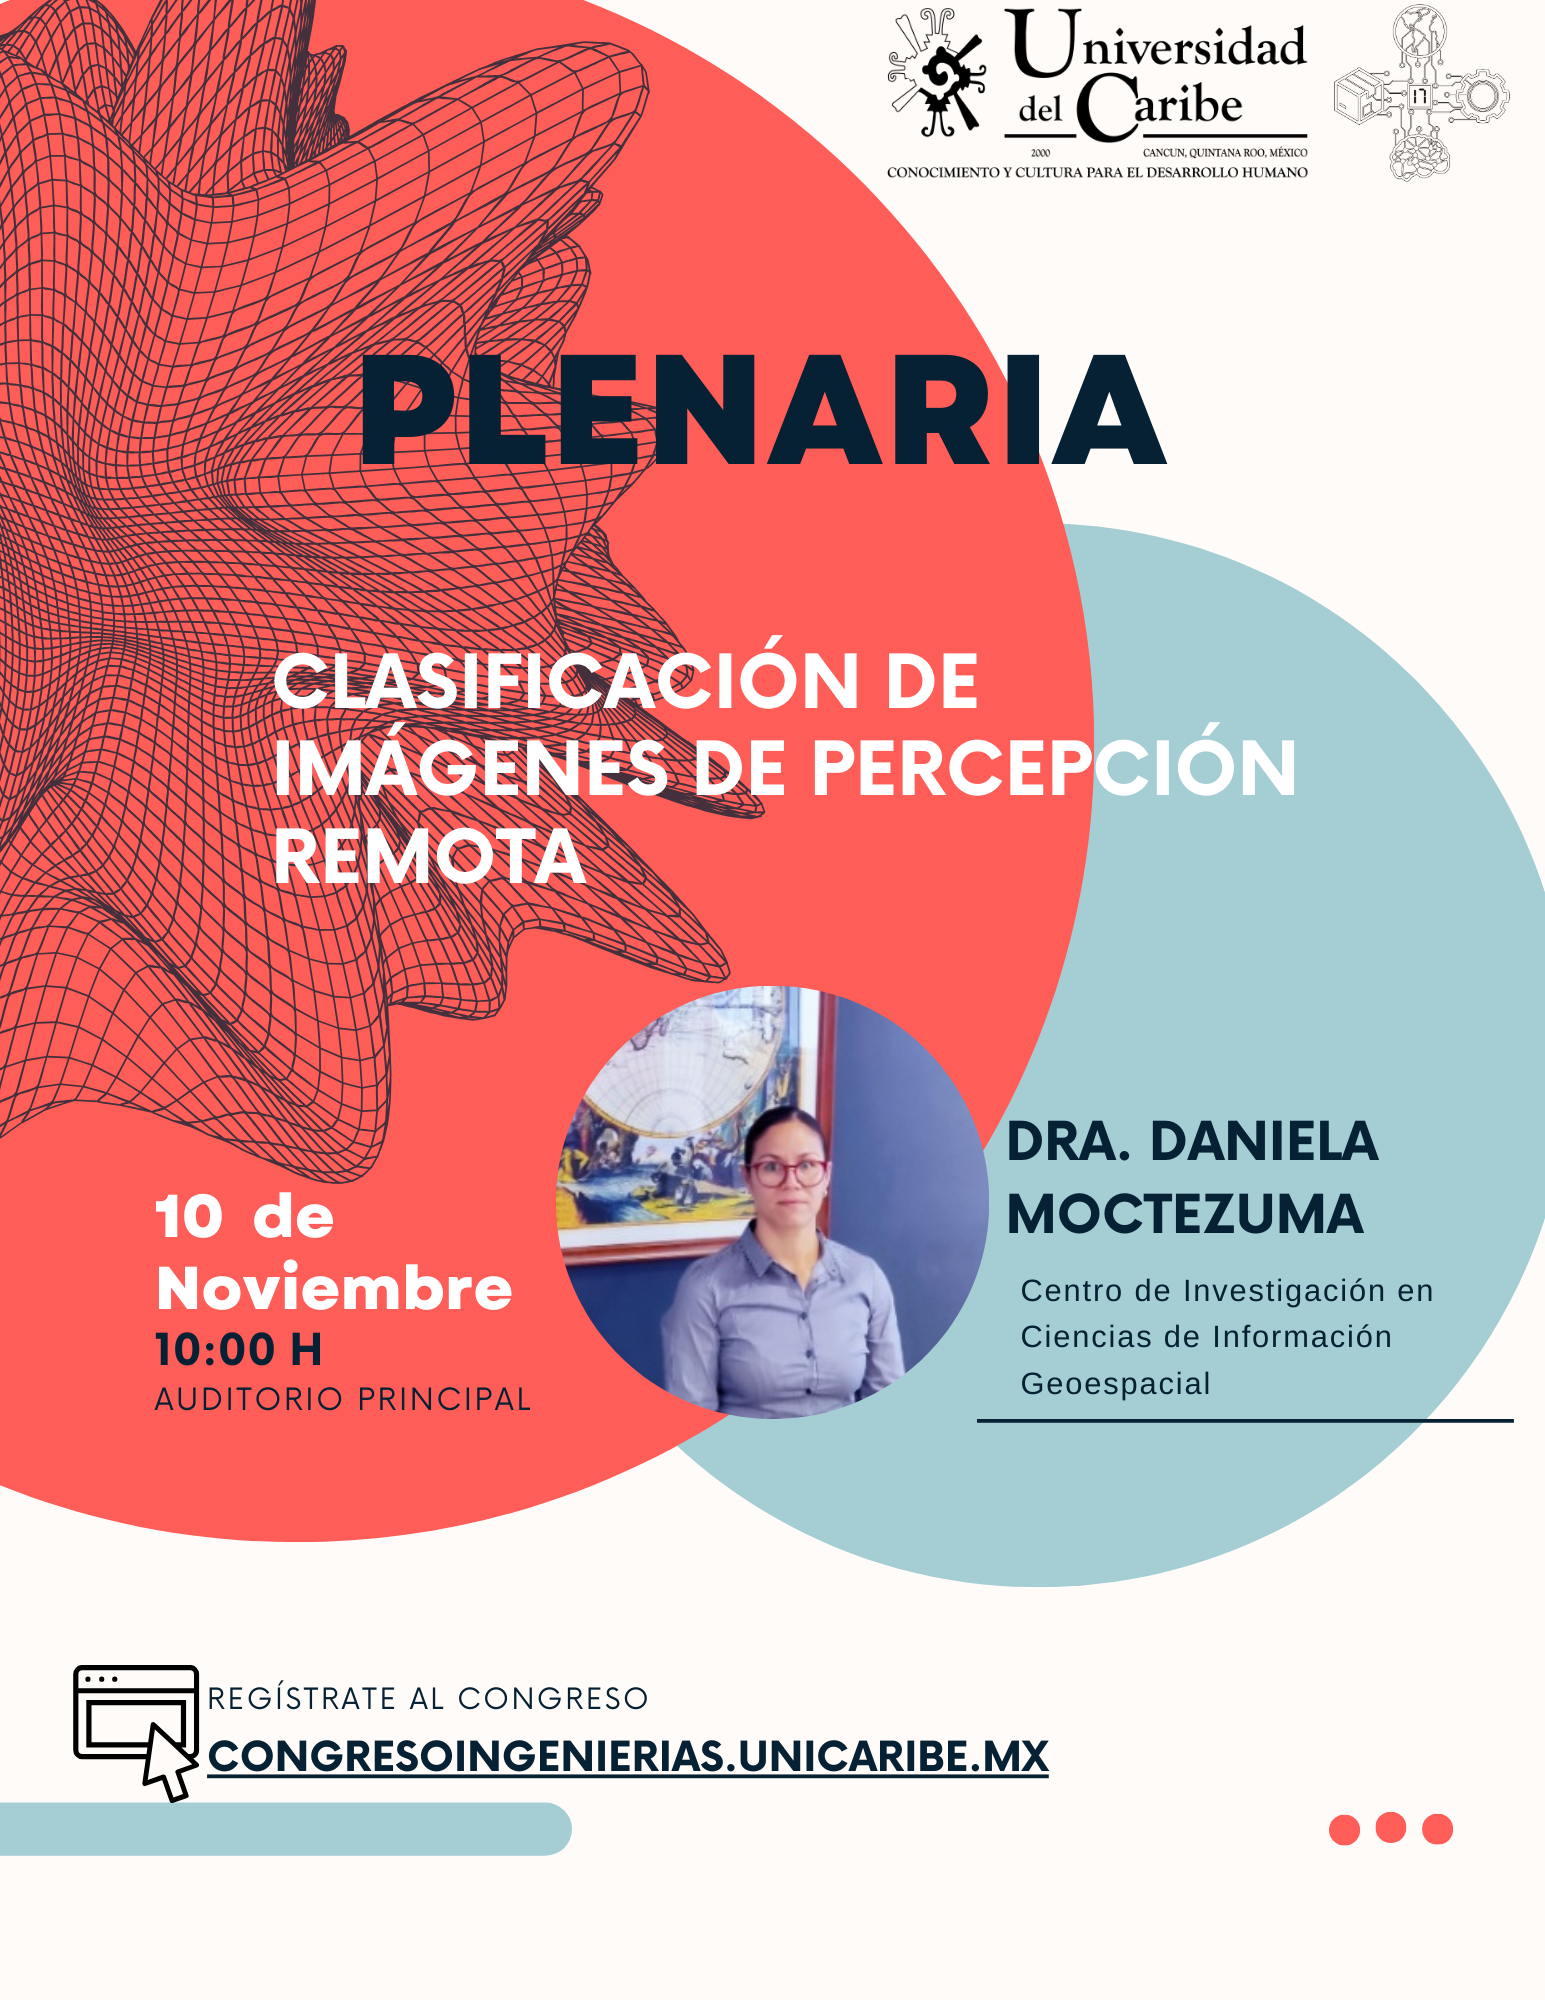 Universidad
del Caribe
2000 CANCUN, QUINTANA ROO, MÉXICO
CONOCIMIENTO Y CULTURA PARA EL DESARROLLO HUMANO
n
PLENARIA
CLASIFICACIÓN DE
IMÁGENES DE PERCEPCIÓN
REMOTA
DRA. DANIELA
MOCTEZUMA
Centro de Investigación en
Ciencias de Información
Geoespacial
10 de
Noviembre
10:00 H
AUDITORIO PRINCIPAL
REGÍSTRATE AL CONGRESO
CONGRESOINGENIERIAS.UNICARIBE.MX